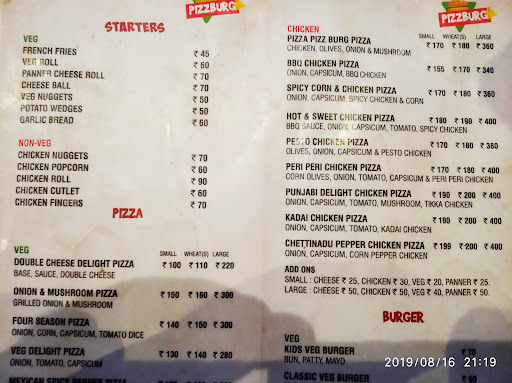 PIZZBURG
STARTERS
VEG
FRENCH FRIES ₹ 45
VEG ROLL ₹ 60
PANNER CHEESE ROLL ₹ 70
CHEESE BALL ₹ 70
VEG NUGGETS ₹ 50
POTATO WEDGES ₹ 50
GARLIC BREAD ₹ 60
NON-VEG
CHICKEN NUGGETS ₹ 70
CHICKEN POPCORN ₹ 60
CHICKEN ROLL ₹ 90
CHICKEN CUTLET ₹ 60
CHICKEN FINGERS ₹ 70
PIZZA
VEG
SMALL WHEAT(S) LARGE
DOUBLE CHEESE DELIGHT PIZZA ₹ 100 ₹ 110 ₹ 220
BASE, SAUCE, DOUBLE CHEESE
ONION & MUSHROOM PIZZA ₹ 150 ₹ 160 ₹ 300
GRILLED ONION & MUSHROOM
FOUR SEASON PIZZA ₹ 140 ₹ 150 ₹ 300
ONION, CORN, CAPSICUM, TOMATO DICE
VEG DELIGHT PIZZA ₹ 130 ₹ 140 ₹ 280
ONION, TOMATO, CAPSICUM
MEXICAN SPICY PANNER PIZZA
PIZZBURG
CHICKEN
SMALL WHEAT(S) LARGE
PIZZA PIZZ BURG PIZZA ₹ 170 ₹ 180 ₹ 360
CHICKEN, OLIVES, ONION & MUSHROOM
BBQ CHICKEN PIZZA ₹ 155 ₹ 170 ₹ 340
ONION, CAPSICUM, BBQ CHICKEN
SPICY CORN & CHICKEN PIZZA ₹ 170 ₹ 180 ₹ 360
ONION, CAPSICUM, SPICY CHICKEN & CORN
HOT & SWEET CHICKEN PIZZA ₹ 180 ₹ 190 ₹ 400
BBQ SAUCE, ONION, CAPSICUM, TOMATO, SPICY CHICKEN
PESTO CHICKEN PIZZA ₹ 170 ₹ 180 ₹ 380
OLIVES, ONION, CAPSICUM & PESTO CHICKEN
PERI PERI CHICKEN PIZZA ₹ 170 ₹ 180 ₹ 400
CORN OLIVES, ONION, TOMATO, CAPSICUM & PERI PERI CHICKEN
PUNJABI DELIGHT CHICKEN PIZZA ₹ 190 ₹ 200 ₹ 400
ONION, CAPSICUM, TOMATO, MUSHROOM, TIKKA CHICKEN
KADAI CHICKEN PIZZA ₹ 190 ₹ 200 ₹ 400
ONION, CAPSICUM, TOMATO, KADAI CHICKEN
CHETTINADU PEPPER CHICKEN PIZZA ₹ 199 ₹ 200 ₹ 400
ONION, CAPSICUM, CORN PEPPER CHICKEN
ADD ONS
SMALL : CHEESE ₹ 25, CHICKEN ₹ 30, VEG ₹ 20, PANNER ₹ 25.
LARGE : CHEESE ₹ 50, CHICKEN ₹ 50, VEG ₹ 40, PANNER ₹ 50.
BURGER
VEG
KIDS VEG BURGER ₹ 70
BUN, PATTY, MAYO
CLASSIC VEG BURGER
2019/08/16 21:19